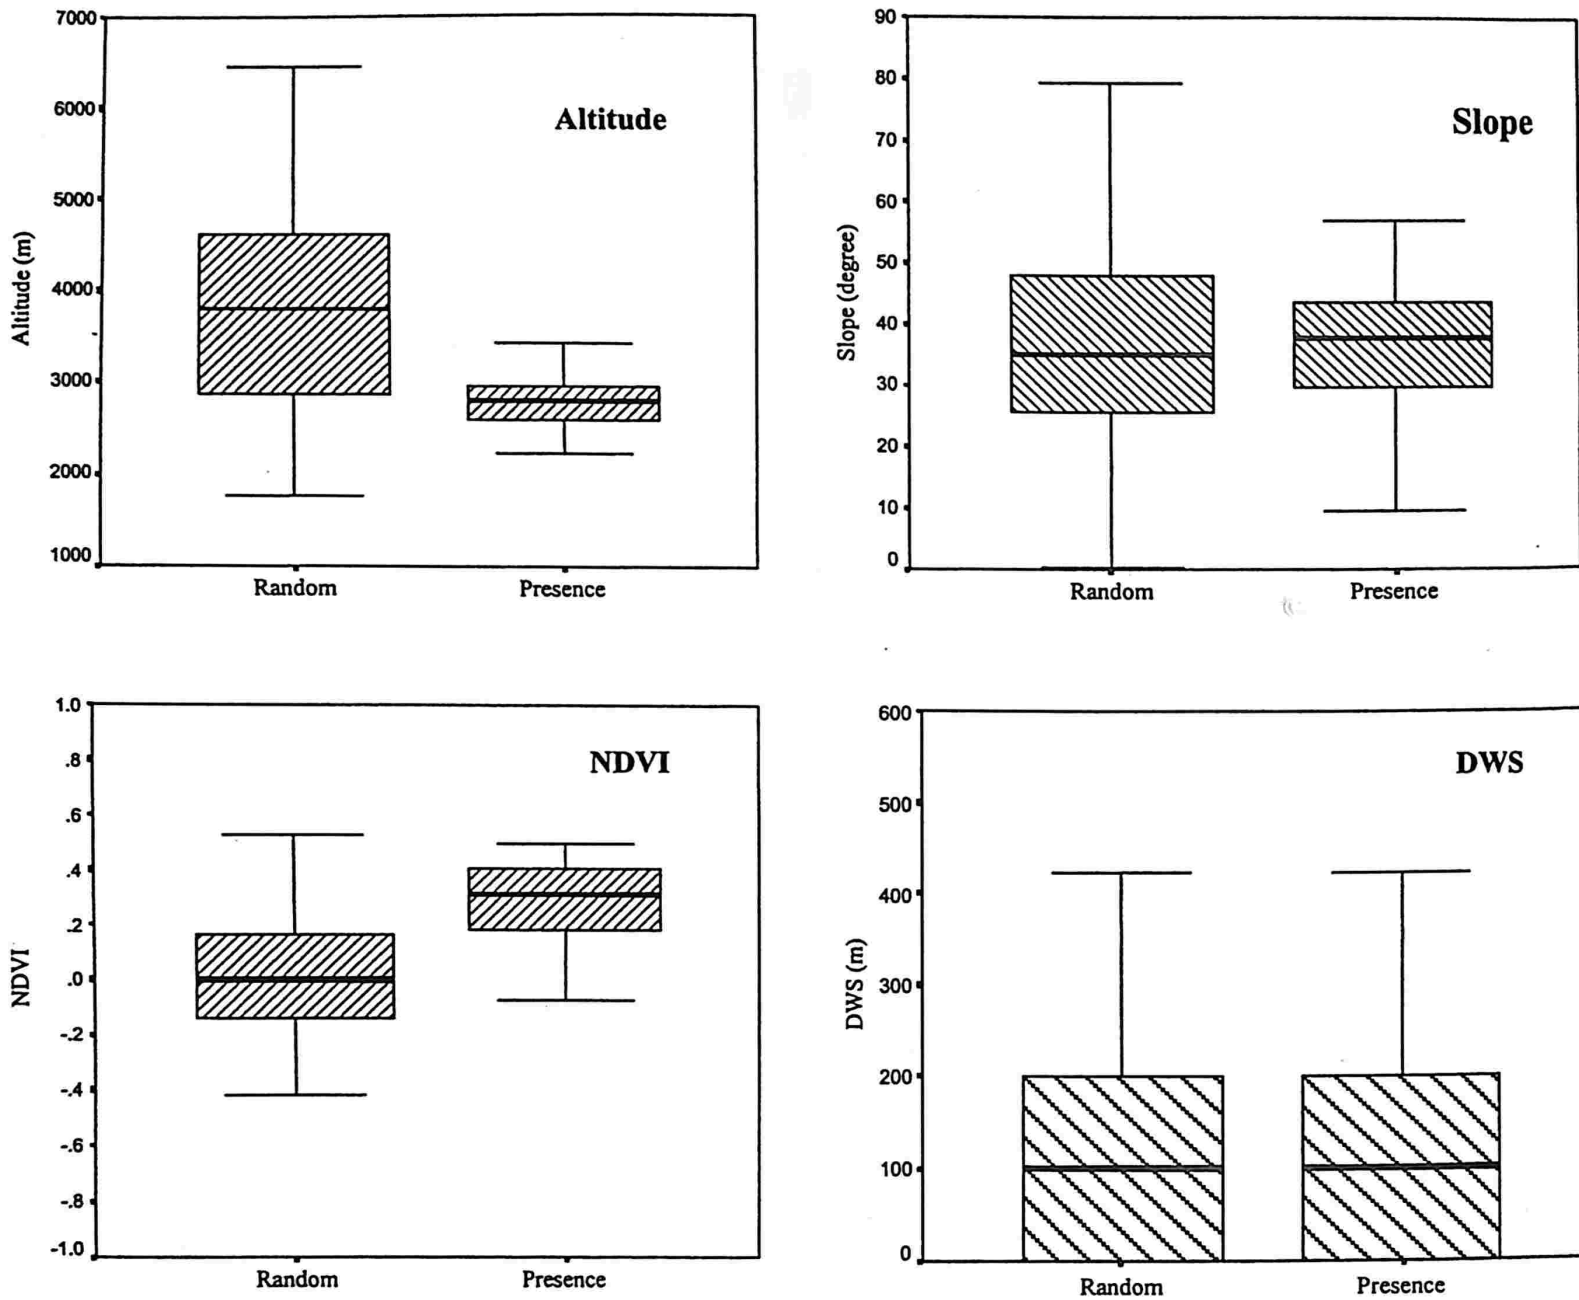 Altitude
Altitude (m)
7000
6000
5000
4000
3000
2000
1000
Random
Presence
Slope
Slope (degree)
90
80
70
60
50
40
30
20
10
0
Random
Presence
NDVI
NDVI
1.0
.8
.6
.4
.2
.0
-.2
-.4
-.6
-.8
-1.0
Random
Presence
DWS
DWS (m)
600
500
400
300
200
100
0
Random
Presence